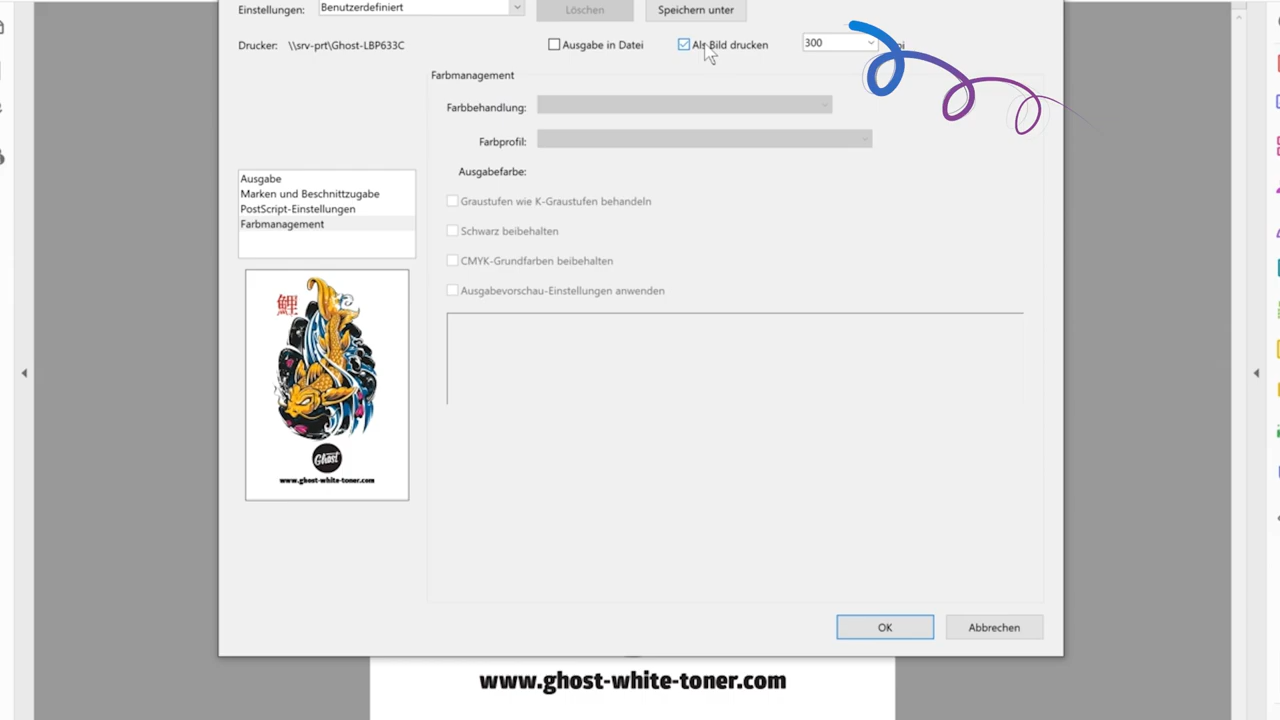 Einstellungen: Benutzerdefiniert Löschen Speichern unter
Drucker: \\srv-prt\Ghost-LBP633C Ausgabe in Datei Als Bild drucken 300
Farbmanagement
Farbbehandlung:
Farbprofil:
Ausgabefarbe:
Ausgabe
Marken und Beschnittzugabe
PostScript-Einstellungen
Farbmanagement
Graustufen wie K-Graustufen behandeln
Schwarz beibehalten
CMYK-Grundfarben beibehalten
Ausgabevorschau-Einstellungen anwenden
鯉
Ghost
www.ghost-white-toner.com
OK Abbrechen
www.ghost-white-toner.com